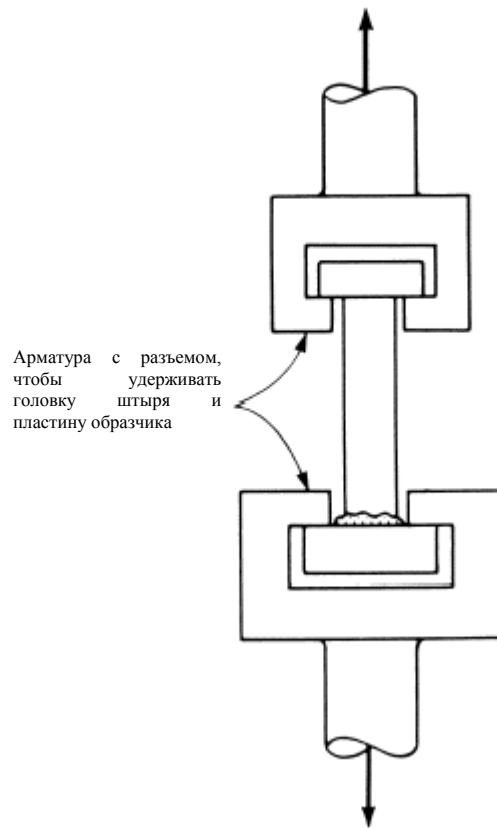 Арматура с разъемом,
чтобы удерживать
головку штыря и
пластину образчика